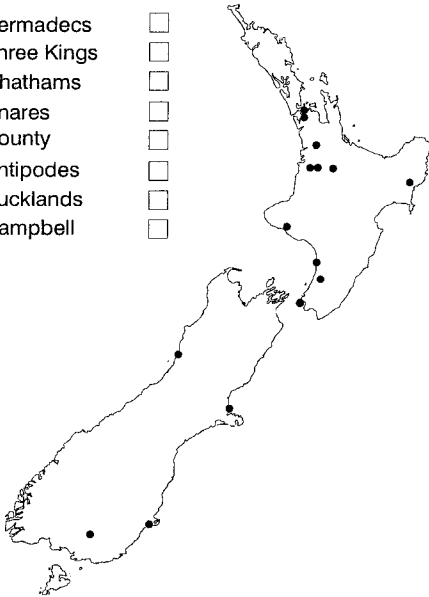 ermadecs
hree Kings
hathams
nares
ounty
ntipodes
ucklands
ampbell